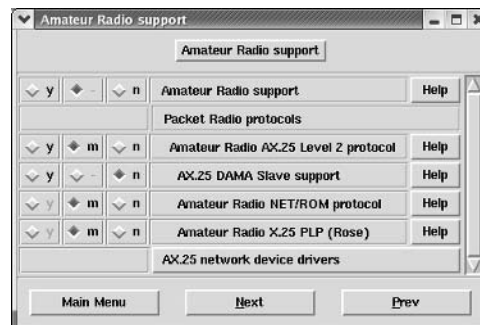 Amateur Radio support
Amateur Radio support
y - n Amateur Radio support Help
Packet Radio protocols
y m n Amateur Radio AX.25 Level 2 protocol Help
y - n AX.25 DAMA Slave support Help
y m n Amateur Radio NET/ROM protocol Help
y m n Amateur Radio X.25 PLP (Rose) Help
AX.25 network device drivers
Main Menu Next Prev